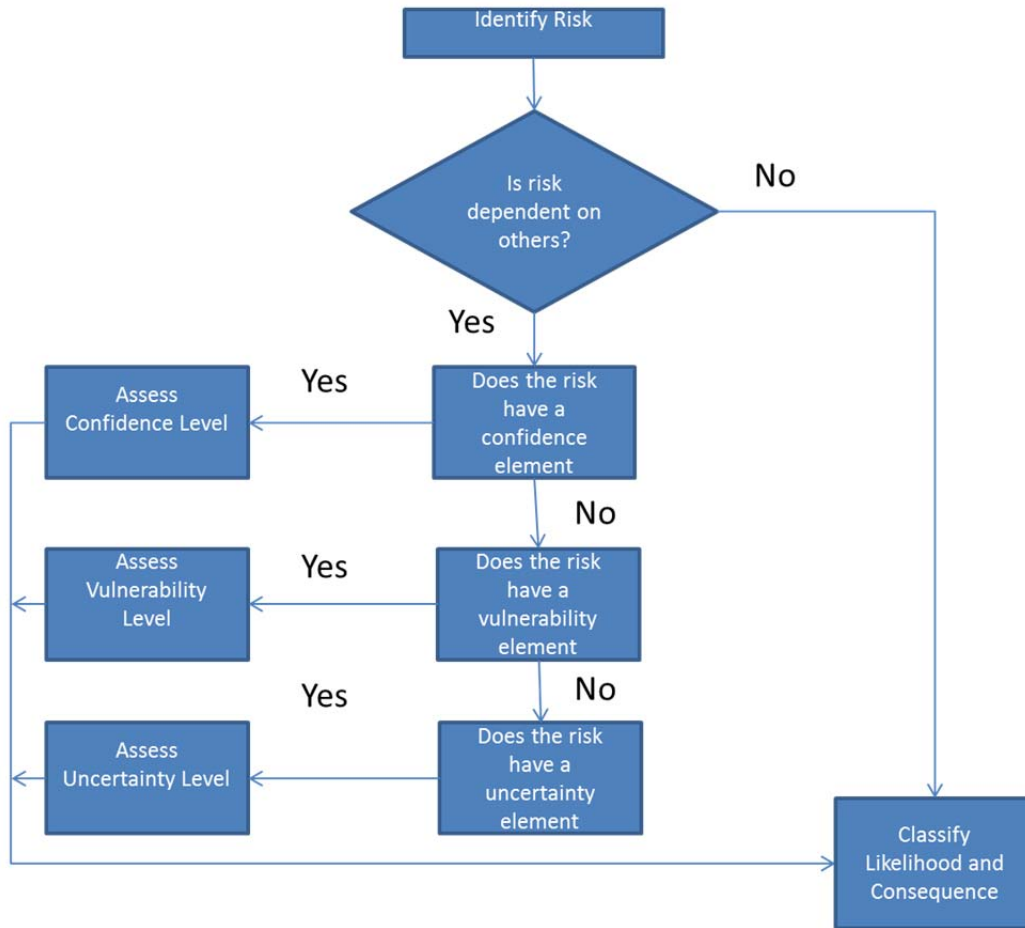 Identify Risk
No
Is risk
dependent on
others?
Yes
Assess
Confidence Level
Yes
Does the risk
have a
confidence
element
No
Assess
Vulnerability
Level
Yes
Does the risk
have a
vulnerability
element
No
Yes
Assess
Uncertainty Level
Does the risk
have a
uncertainty
element
Classify
Likelihood and
Consequence